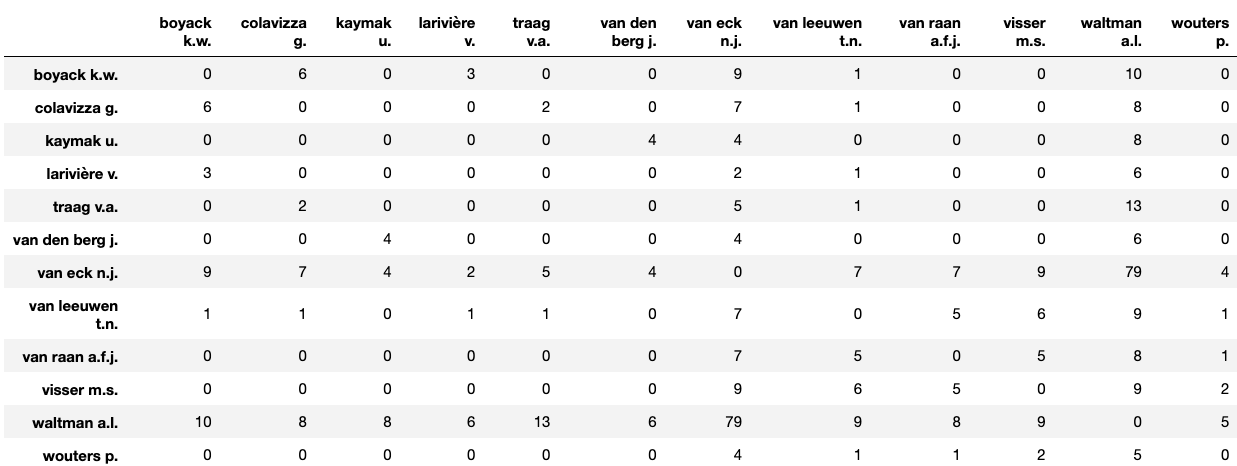 boyack colavizza kaymak larivière traag van den van eck van leeuwen van raan visser waltman wouters
k.w. g. u. v. v.a. berg j. n.j. t.n. a.f.j. m.s. a.l. p.
boyack k.w. 0 6 0 3 0 0 9 1 0 0 10 0
colavizza g. 6 0 0 0 2 0 7 1 0 0 8 0
kaymak u. 0 0 0 0 0 4 4 0 0 0 8 0
larivière v. 3 0 0 0 0 0 2 1 0 0 6 0
traag v.a. 0 2 0 0 0 0 5 1 0 0 13 0
van den berg j. 0 0 4 0 0 0 4 0 0 0 6 0
van eck n.j. 9 7 4 2 5 4 0 7 7 9 79 4
van leeuwen
t.n. 1 1 0 1 1 0 7 0 5 6 9 1
van raan a.f.j. 0 0 0 0 0 0 7 5 0 5 8 1
visser m.s. 0 0 0 0 0 0 9 6 5 0 9 2
waltman a.l. 10 8 8 6 13 6 79 9 8 9 0 5
wouters p. 0 0 0 0 0 0 4 1 1 2 5 0